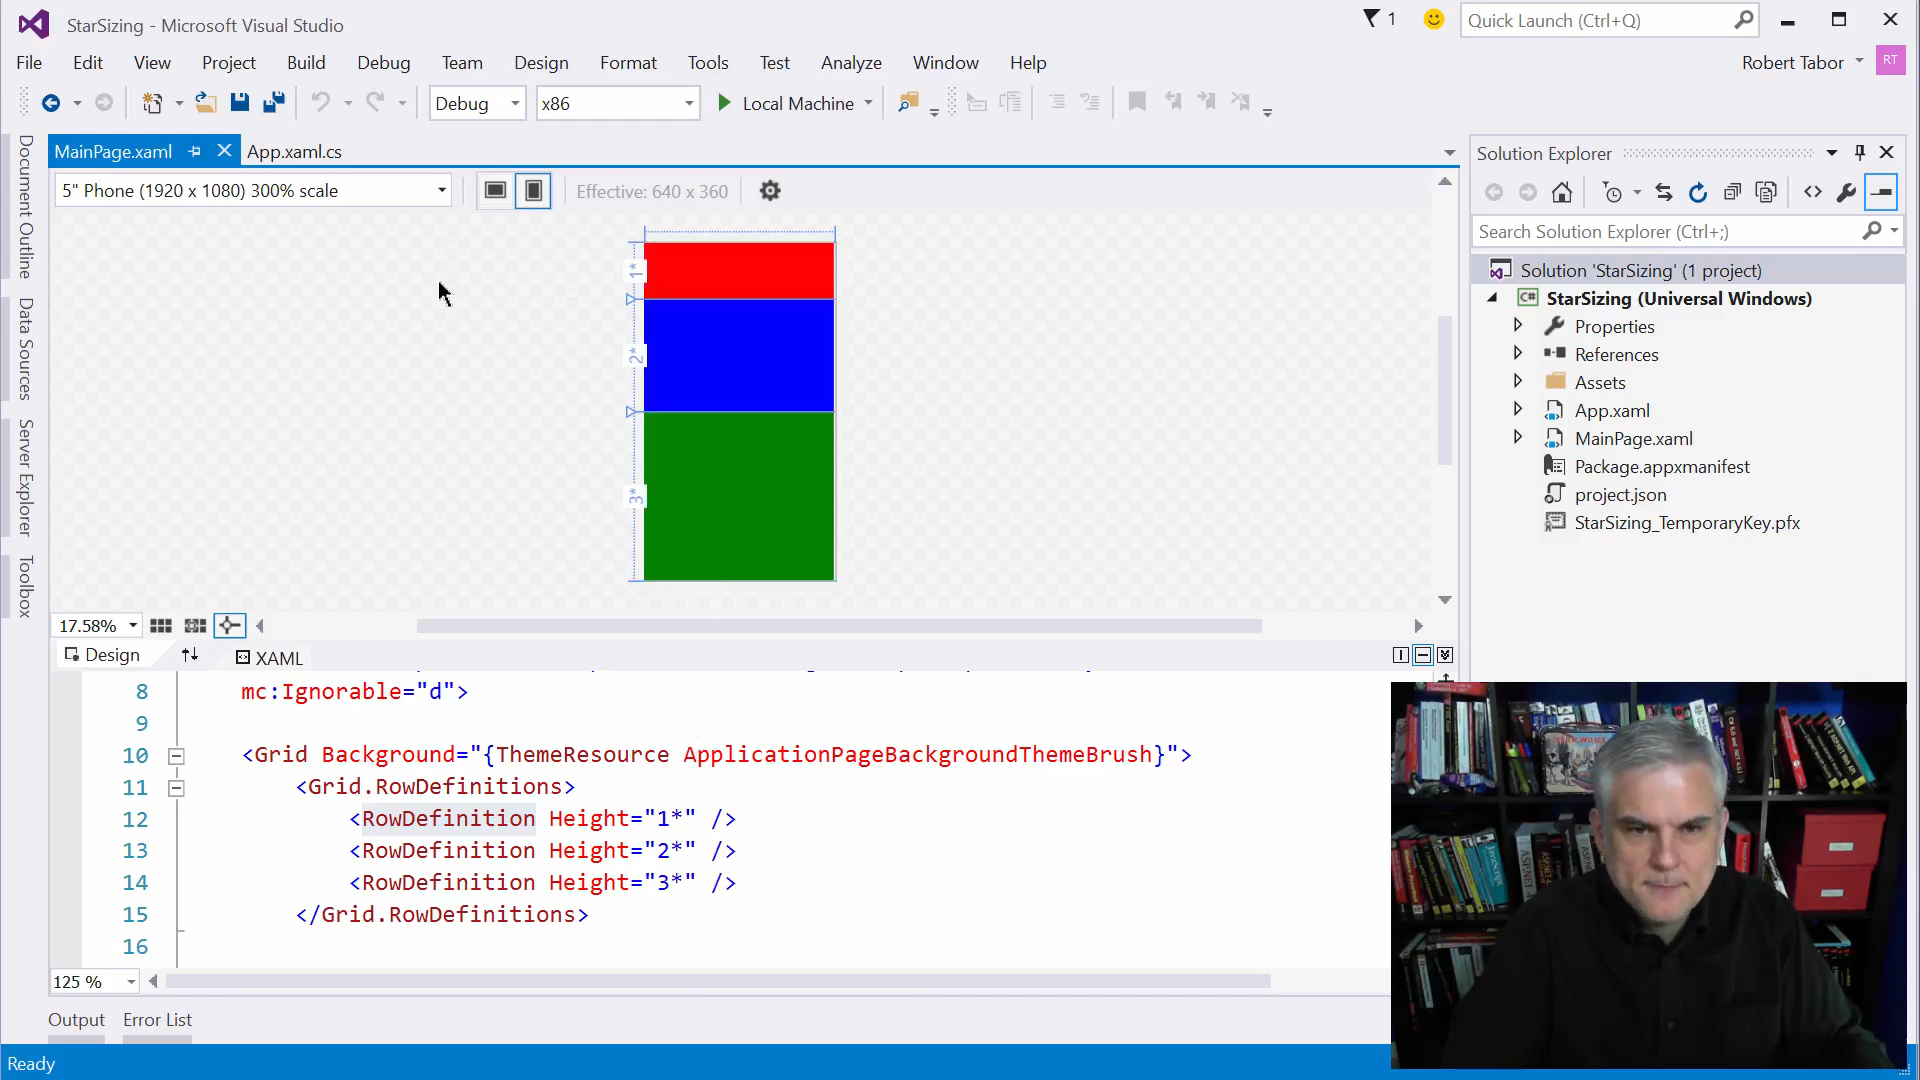 StarSizing - Microsoft Visual Studio
1
Quick Launch (Ctrl+Q)
File Edit View Project Build Debug Team Design Format Tools Test Analyze Window Help
Robert Tabor RT
Debug x86 Local Machine
MainPage.xaml App.xaml.cs
5" Phone (1920 x 1080) 300% scale
Effective: 640 x 360
Document Outline
Data Sources
Server Explorer
Toolbox
1*
2*
3*
17.58%
Design XAML
8 mc:Ignorable="d">
9
10 <Grid Background="{ThemeResource ApplicationPageBackgroundThemeBrush}">
11 <Grid.RowDefinitions>
12 <RowDefinition Height="1*" />
13 <RowDefinition Height="2*" />
14 <RowDefinition Height="3*" />
15 </Grid.RowDefinitions>
16
125 %
Output Error List
Ready
Solution Explorer
Search Solution Explorer (Ctrl+;)
Solution 'StarSizing' (1 project)
C# StarSizing (Universal Windows)
Properties
References
Assets
App.xaml
MainPage.xaml
Package.appxmanifest
project.json
StarSizing_TemporaryKey.pfx